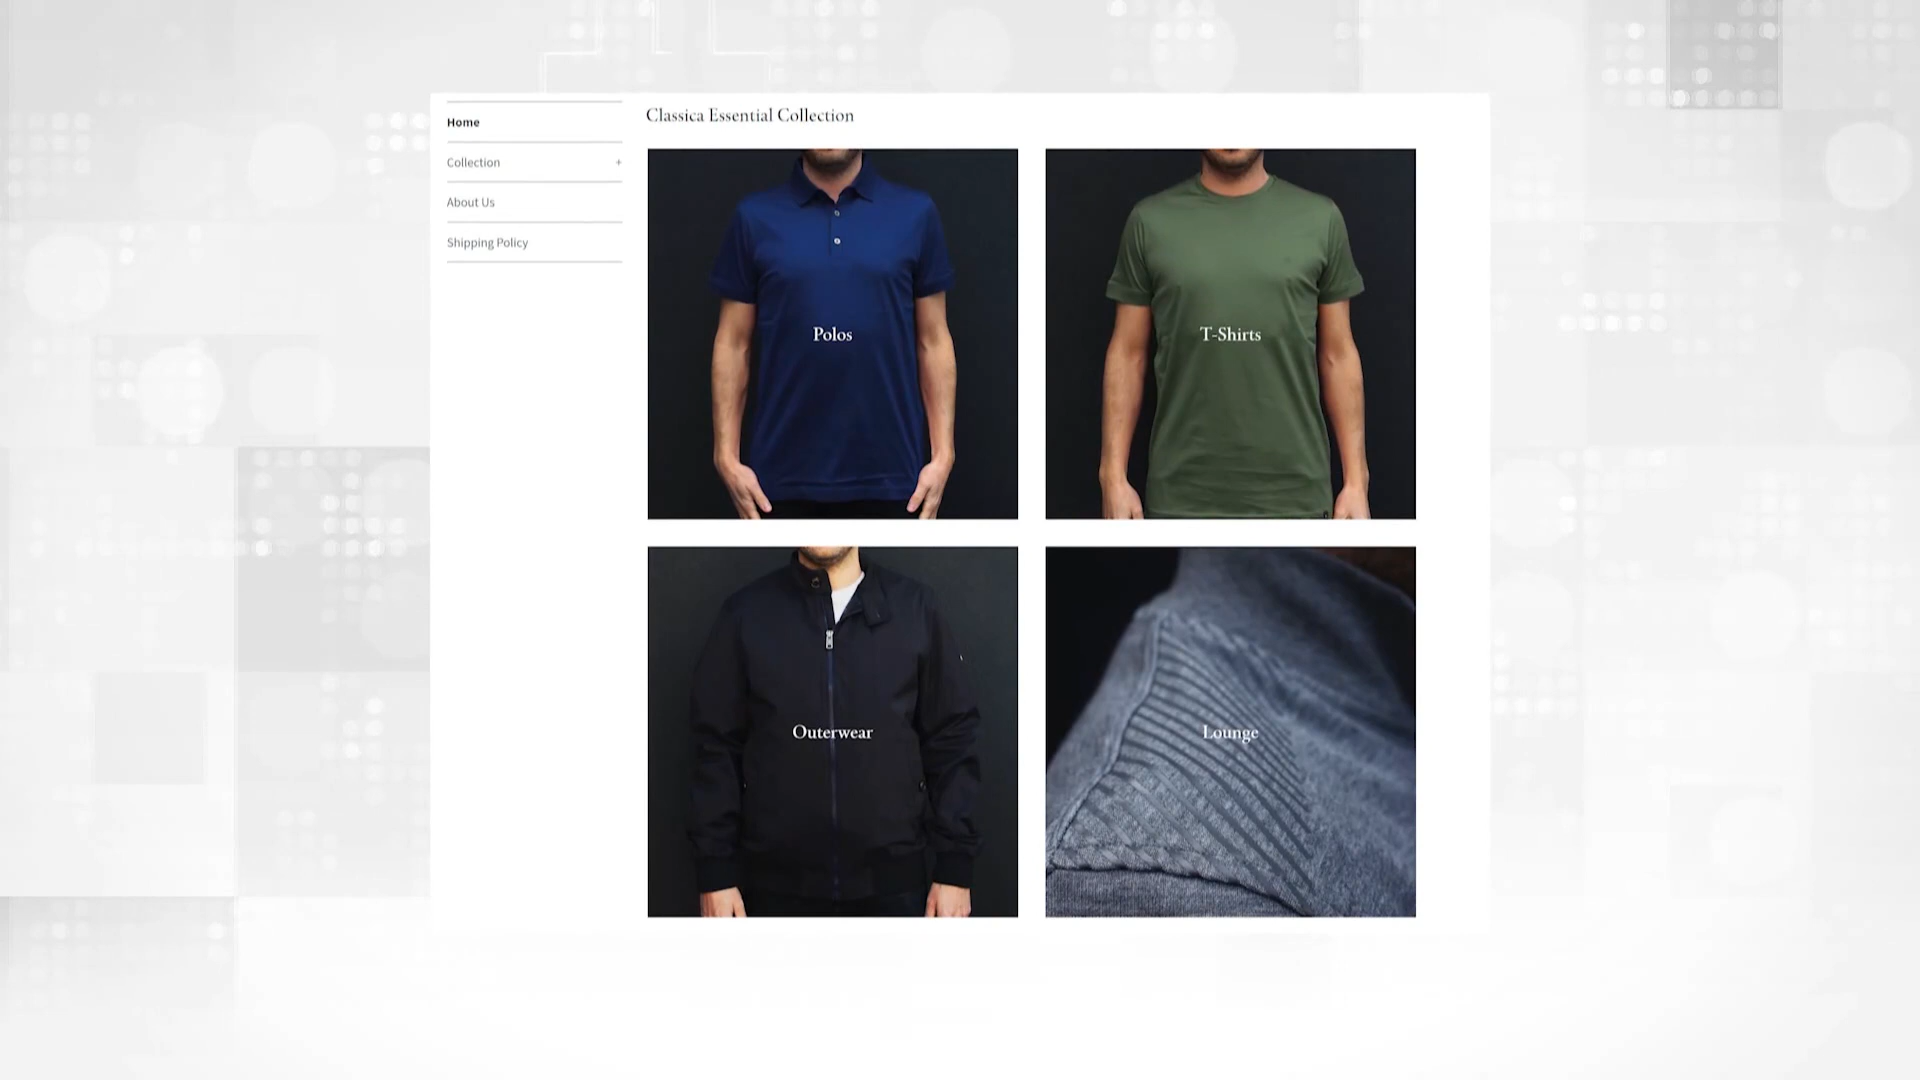 Home
Collection +
About Us
Shipping Policy
Classica Essential Collection
Polos
T-Shirts
Outerwear
Lounge